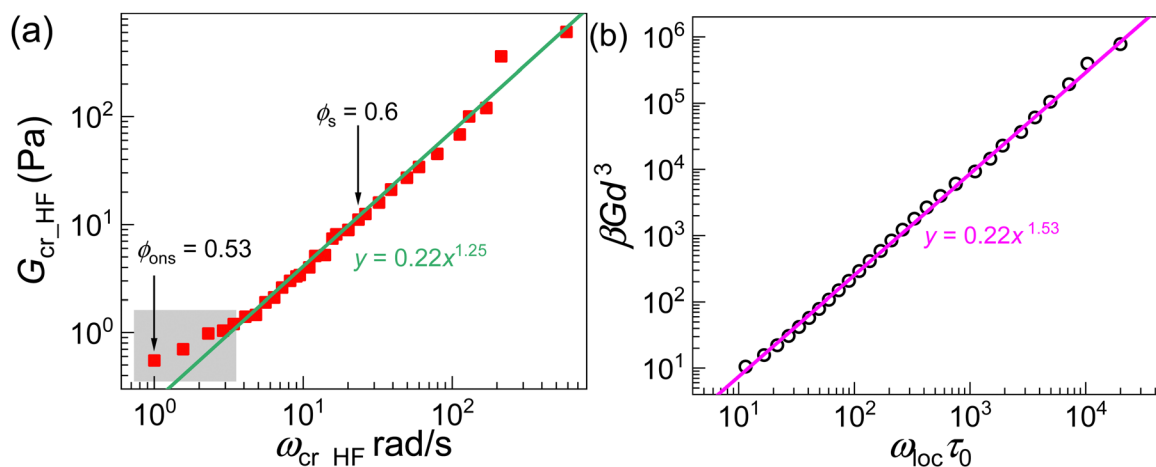 (a)
G_cr_HF (Pa)
10^2
10^1
10^0
ϕ_s = 0.6
ϕ_ons = 0.53
y = 0.22x^1.25
10^0 10^1 10^2
ω_cr_HF rad/s
(b)
βGd^3
10^6
10^5
10^4
10^3
10^2
10^1
y = 0.22x^1.53
10^1 10^2 10^3 10^4
ω_loc τ_0